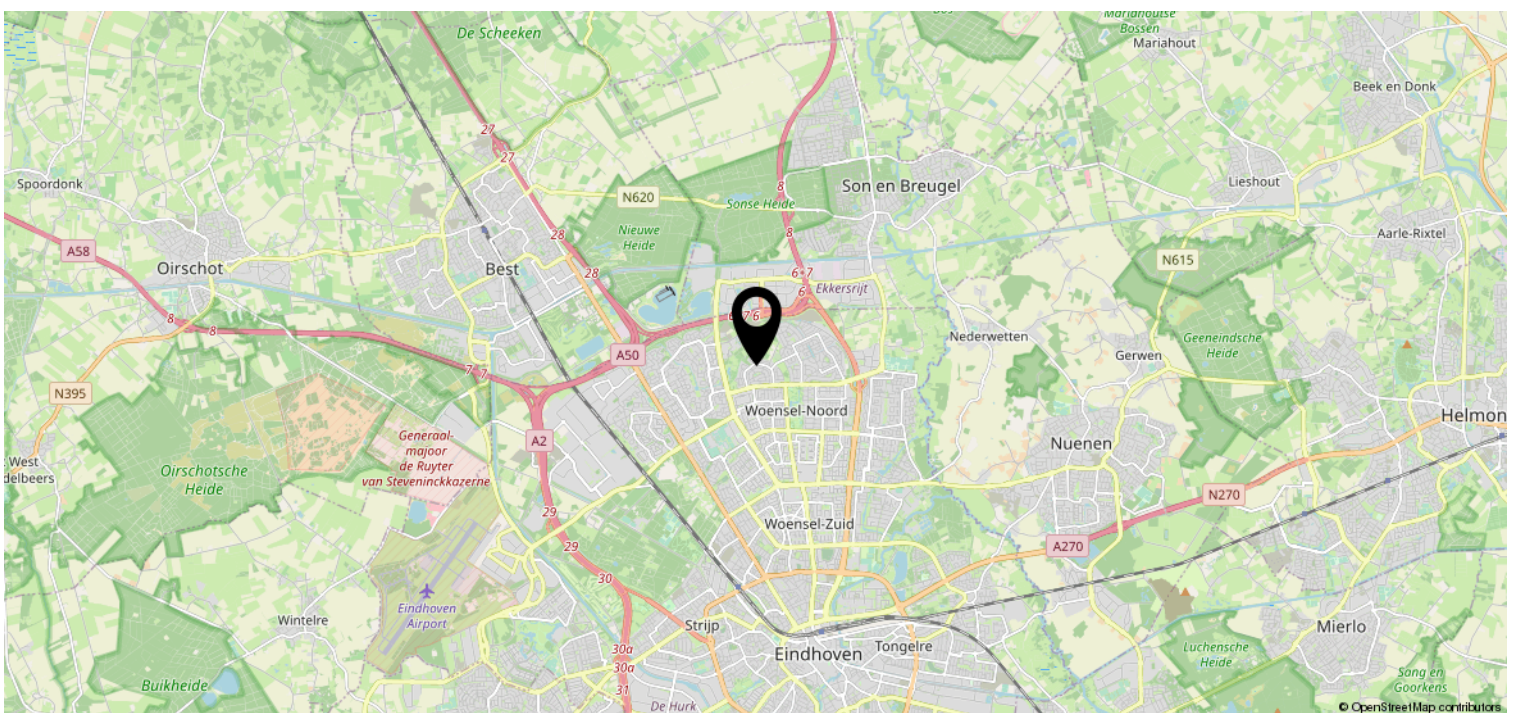 De Scheeken
Mariahoutse
Bossen
Mariahout
Beek en Donk
27
27
Spoordonk
N620
8
Son en Breugel
Lieshout
Sonse Heide
Nieuwe
Heide
28
8
Aarle-Rixtel
A58
Oirschot
Best
28
6
7
N615
6
Ekkersrijt
8
8
7
6
Nederwetten
Geeneindsche
Heide
A50
Gerwen
7
7
N395
Woensel-Noord
Helmon
A2
Generaal-
majoor
de Ruyter
van Steveninckkazerne
Nuenen
West
delbeers
Oirschotsche
Heide
N270
29
Woensel-Zuid
29
A270
30
Eindhoven
Airport
Wintelre
Strijp
Mierlo
Tongelre
Eindhoven
30a
30a
Luchensche
Heide
Buikheide
31
Sang en
Goorkens
De Hurk
© OpenStreetMap contributors